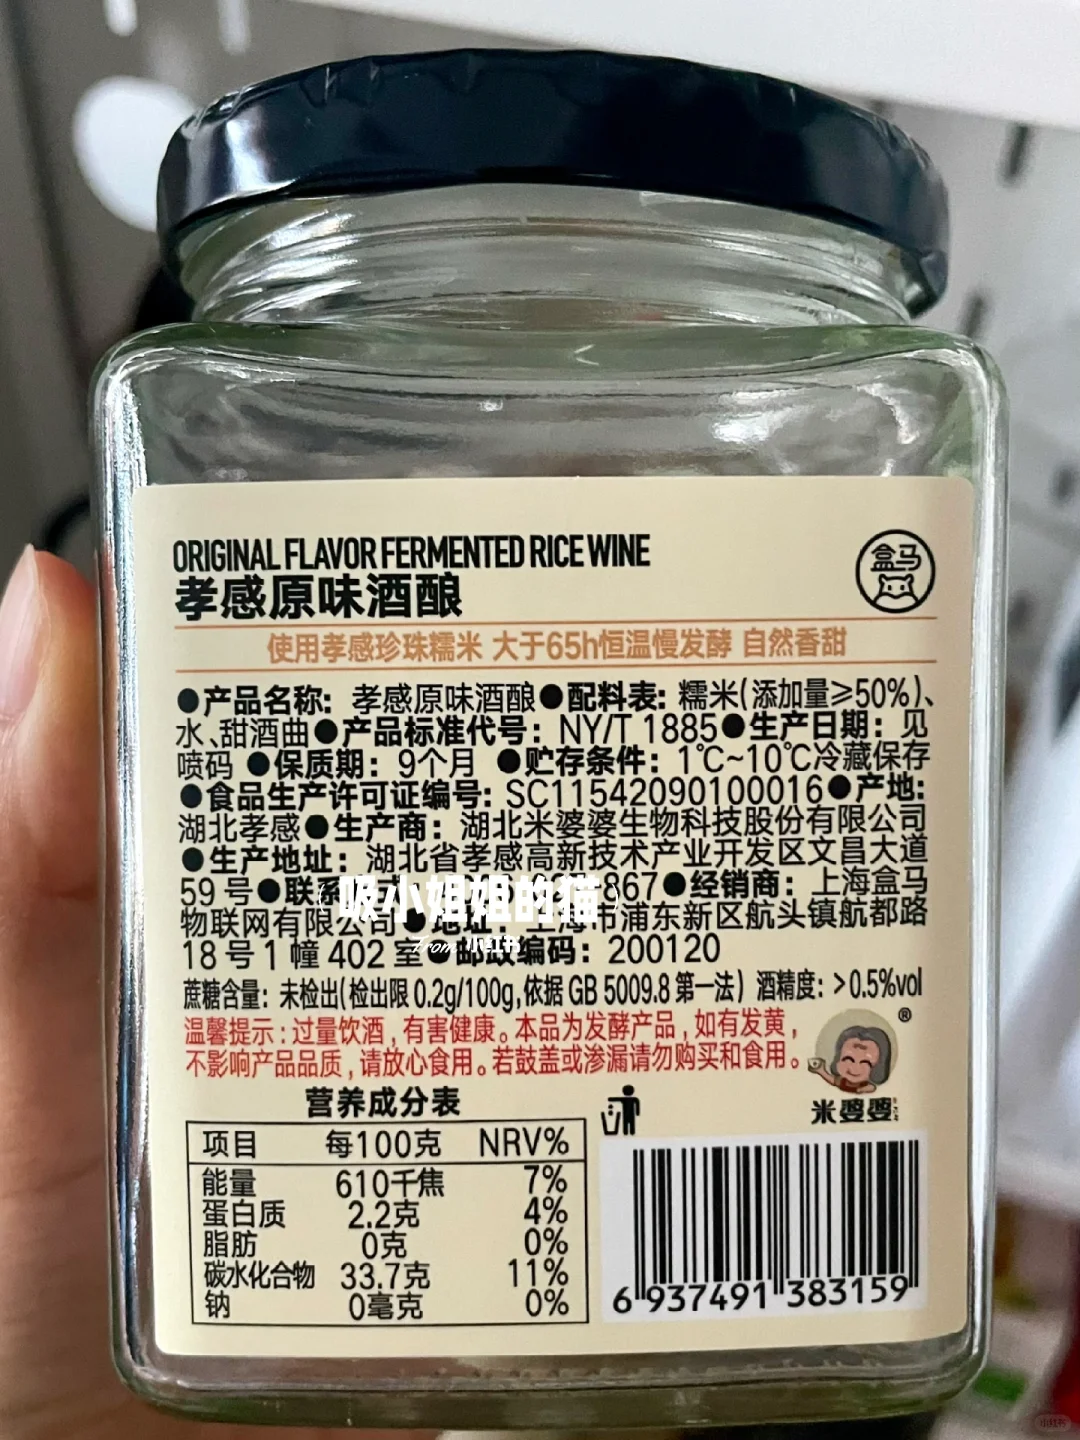 ORIGINAL FLAVOR FERMENTED RICE WINE
孝感原味酒酿
盒马
使用孝感珍珠糯米 大于65h恒温慢发酵 自然香甜
●产品名称: 孝感原味酒酿●配料表: 糯米(添加量≥50%)、
水、甜酒曲●产品标准代号: NY/T 1885●生产日期: 见
喷码 ●保质期: 9个月 ●贮存条件: 1℃~10℃冷藏保存
●食品生产许可证编号: SC11542090100016●产地:
湖北孝感●生产商: 湖北米婆婆生物科技股份有限公司
●生产地址: 湖北省孝感高新技术产业开发区文昌大道
59号●联系 867●经销商: 上海盒马
吸小姐姐的猫
物联网有限公司●地址: 上海市浦东新区航头镇航都路
From 小红书
18号1幢402室●邮政编码: 200120
蔗糖含量: 未检出(检出限0.2g/100g,依据GB 5009.8第一法) 酒精度: >0.5%vol
温馨提示: 过量饮酒, 有害健康。本品为发酵产品, 如有发黄,
不影响产品品质, 请放心食用。若鼓盖或渗漏请勿购买和食用。
®
米婆婆
营养成分表
项目 每100克 NRV%
能量 610千焦 7%
蛋白质 2.2克 4%
脂肪 0克 0%
碳水化合物 33.7克 11%
钠 0毫克 0%
6 937491 383159
小红书